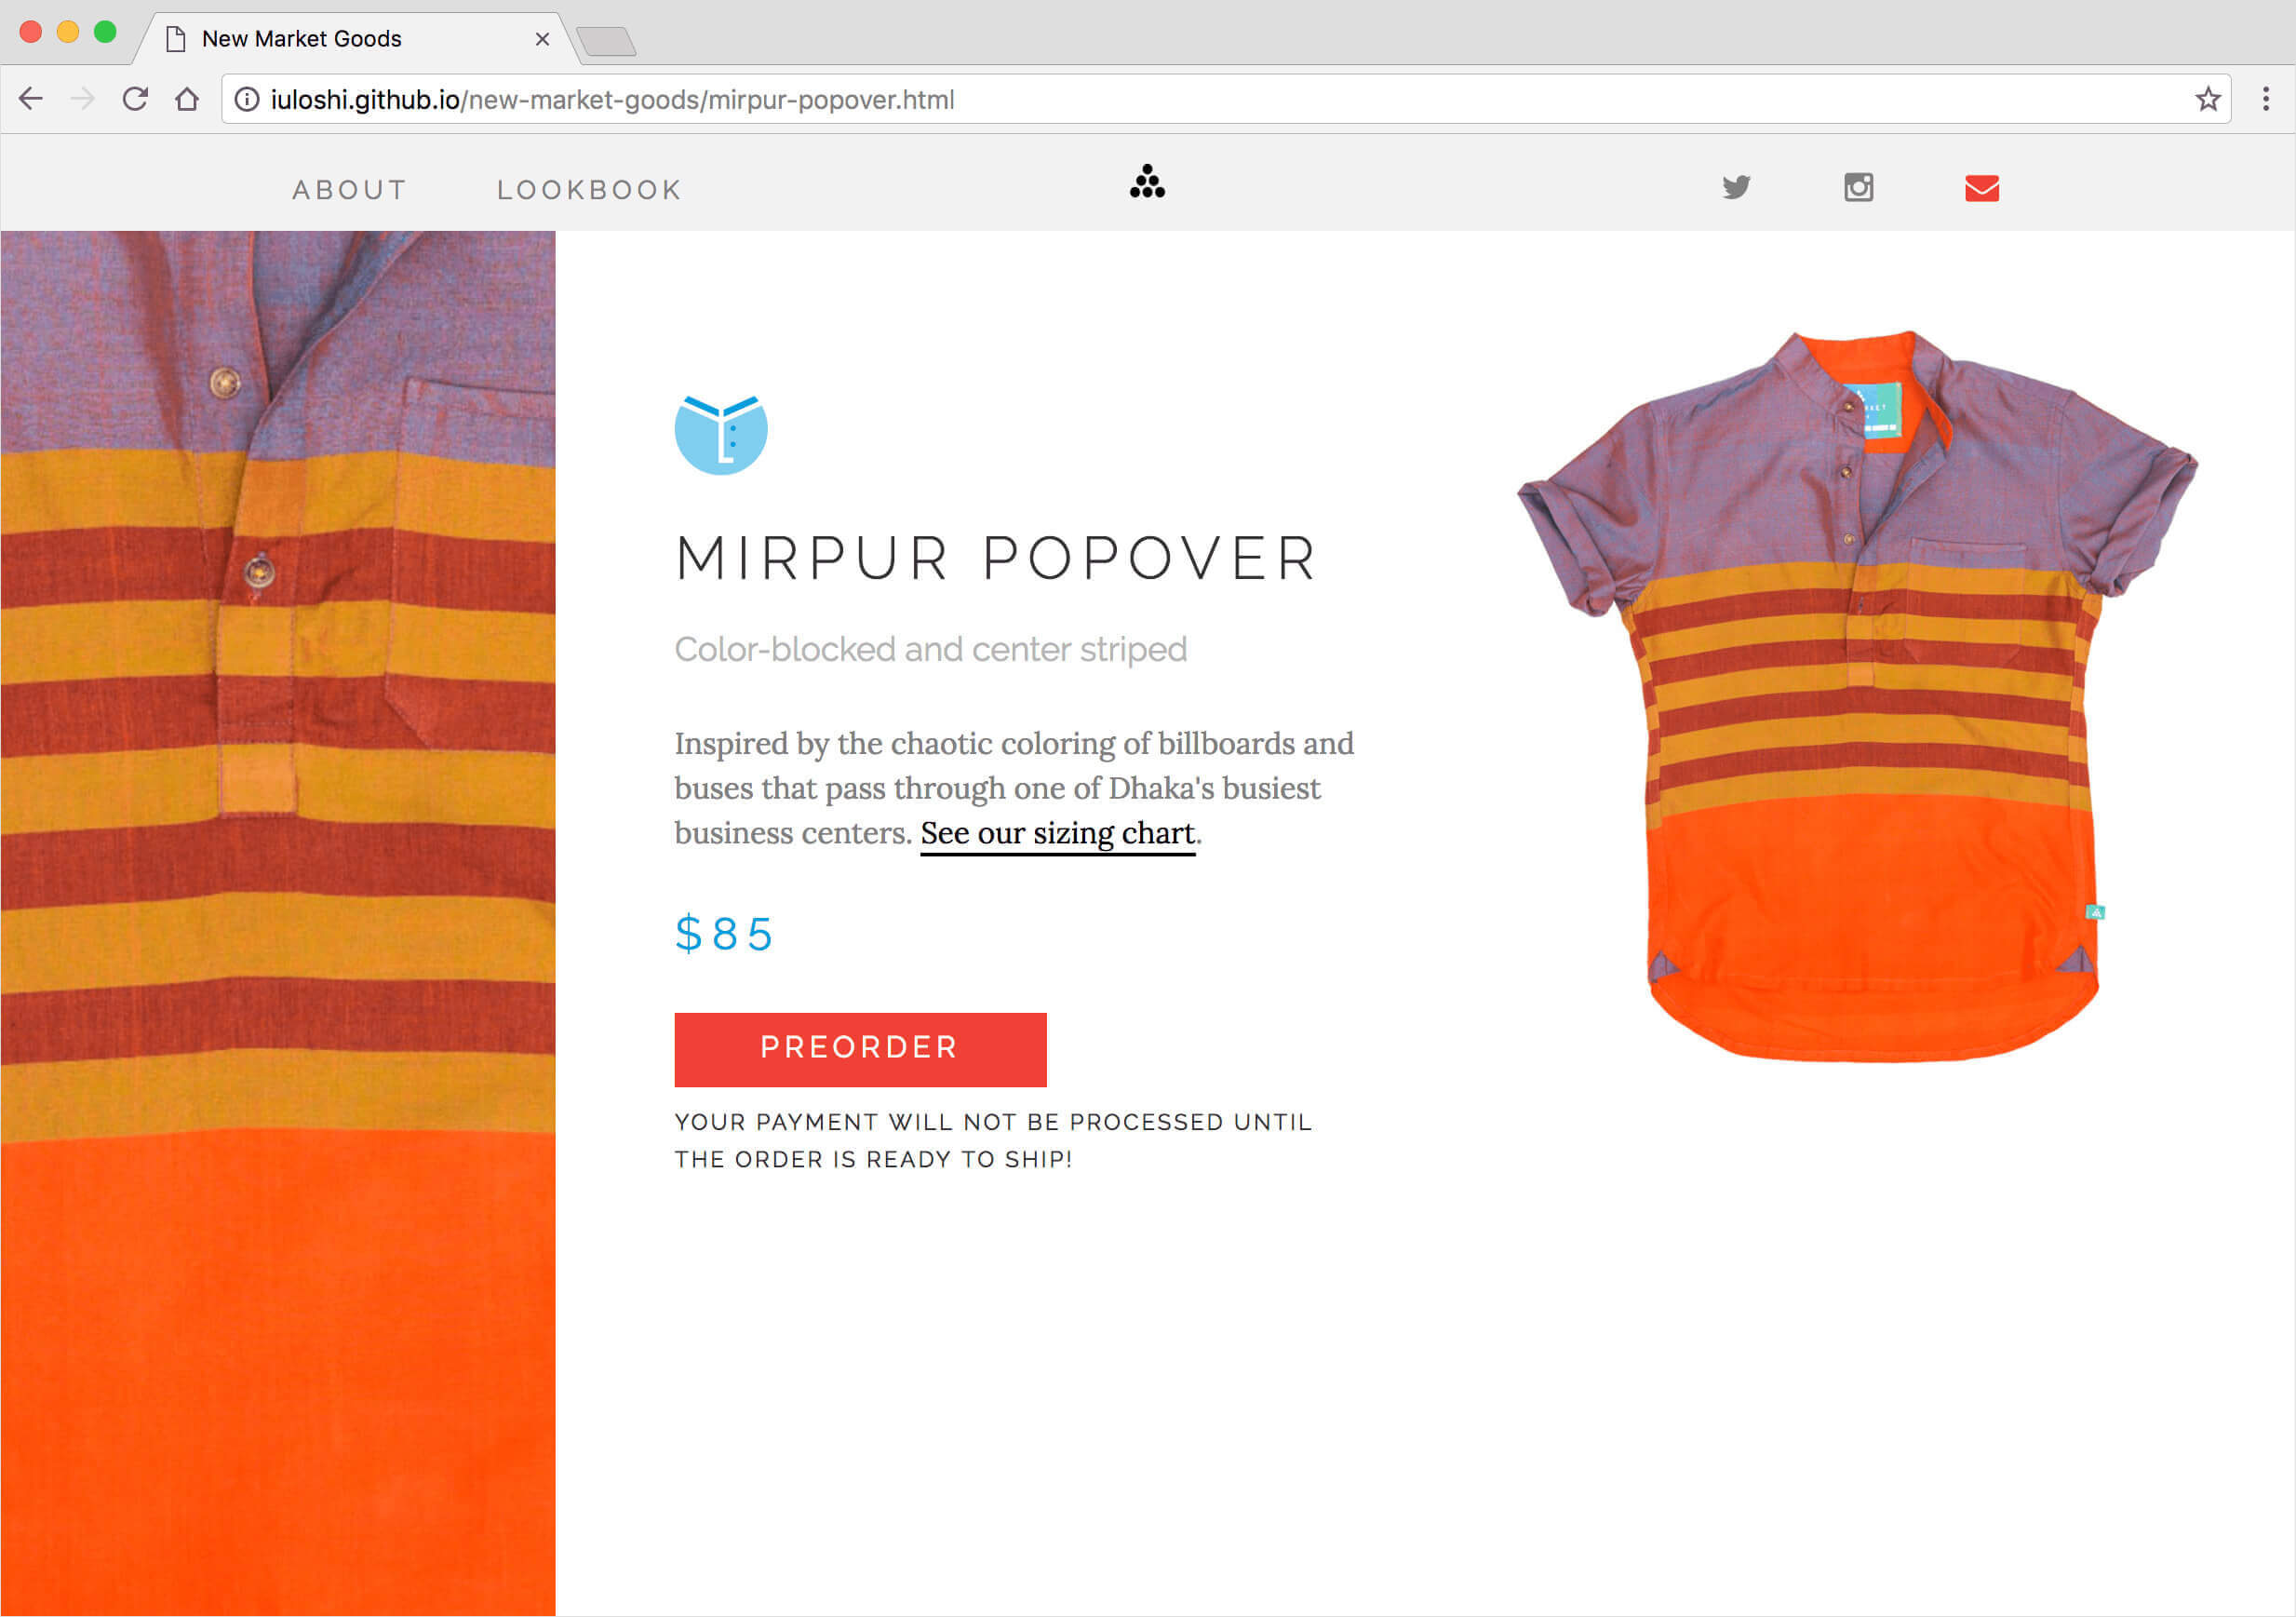 New Market Goods
iuloshi.github.io/new-market-goods/mirpur-popover.html
ABOUT
LOOKBOOK
MIRPUR POPOVER
Color-blocked and center striped
Inspired by the chaotic coloring of billboards and
buses that pass through one of Dhaka's busiest
business centers. See our sizing chart.
$85
PREORDER
YOUR PAYMENT WILL NOT BE PROCESSED UNTIL
THE ORDER IS READY TO SHIP!